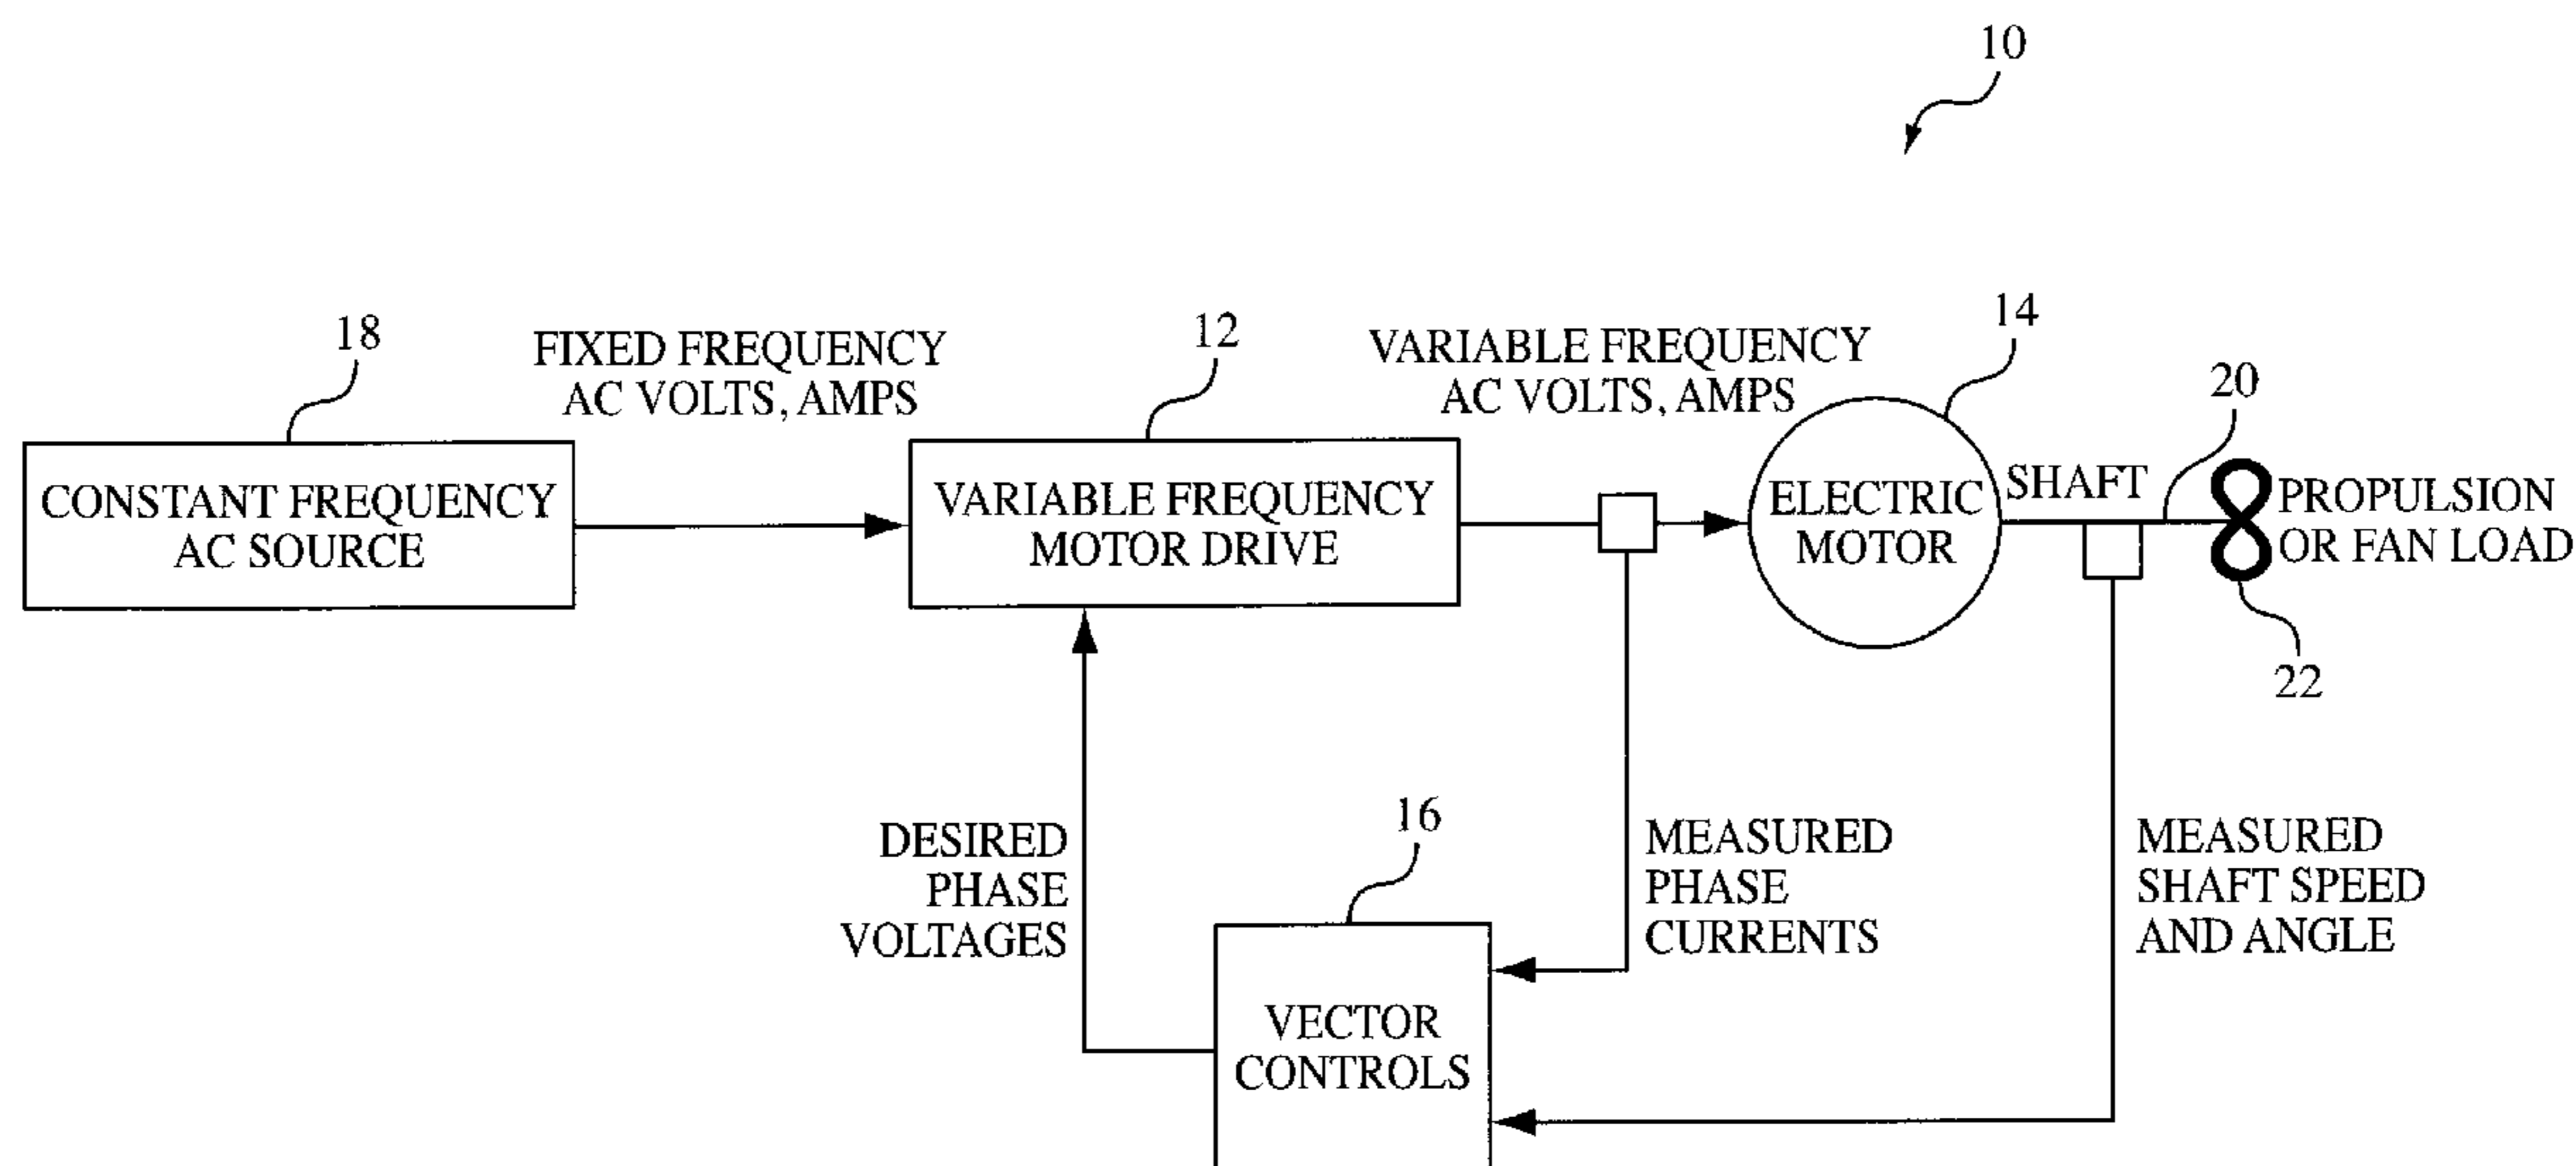 10
18
FIXED FREQUENCY
AC VOLTS, AMPS
12
VARIABLE FREQUENCY
AC VOLTS, AMPS
14
20
CONSTANT FREQUENCY
AC SOURCE
VARIABLE FREQUENCY
MOTOR DRIVE
ELECTRIC
MOTOR
SHAFT
PROPULSION
OR FAN LOAD
22
DESIRED
PHASE
VOLTAGES
16
MEASURED
PHASE
CURRENTS
MEASURED
SHAFT SPEED
AND ANGLE
VECTOR
CONTROLS